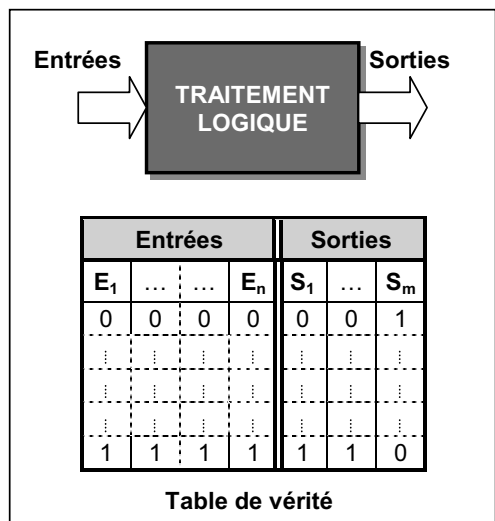 Entrées
Sorties
TRAITEMENT
LOGIQUE
Entrées Sorties
E₁ … … Eₙ S₁ … Sₘ
0 0 0 0 0 0 1
⋮ ⋮ ⋮ ⋮ ⋮ ⋮ ⋮
⋮ ⋮ ⋮ ⋮ ⋮ ⋮ ⋮
⋮ ⋮ ⋮ ⋮ ⋮ ⋮ ⋮
1 1 1 1 1 1 0
Table de vérité